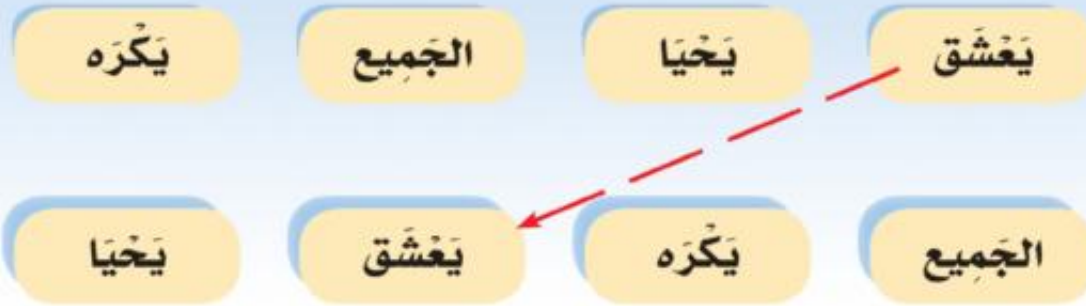 يَعْشَق يَحْيَا الجَمِيع يَكْرَه
الجَمِيع يَكْرَه يَعْشَق يَحْيَا